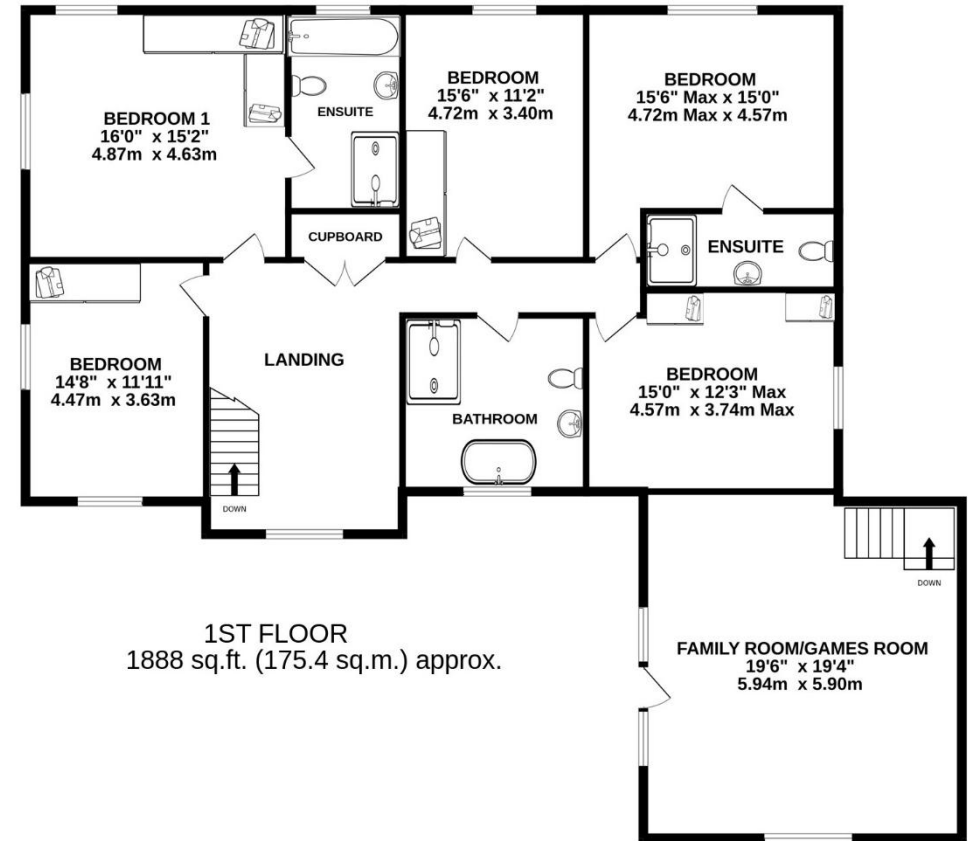 BEDROOM 1
16'0" x 15'2"
4.87m x 4.63m
ENSUITE
BEDROOM
15'6" x 11'2"
4.72m x 3.40m
BEDROOM
15'6" Max x 15'0"
4.72m Max x 4.57m
CUPBOARD
ENSUITE
BEDROOM
14'8" x 11'11"
4.47m x 3.63m
LANDING
DOWN
BATHROOM
BEDROOM
15'0" x 12'3" Max
4.57m x 3.74m Max
DOWN
1ST FLOOR
1888 sq.ft. (175.4 sq.m.) approx.
FAMILY ROOM/GAMES ROOM
19'6" x 19'4"
5.94m x 5.90m